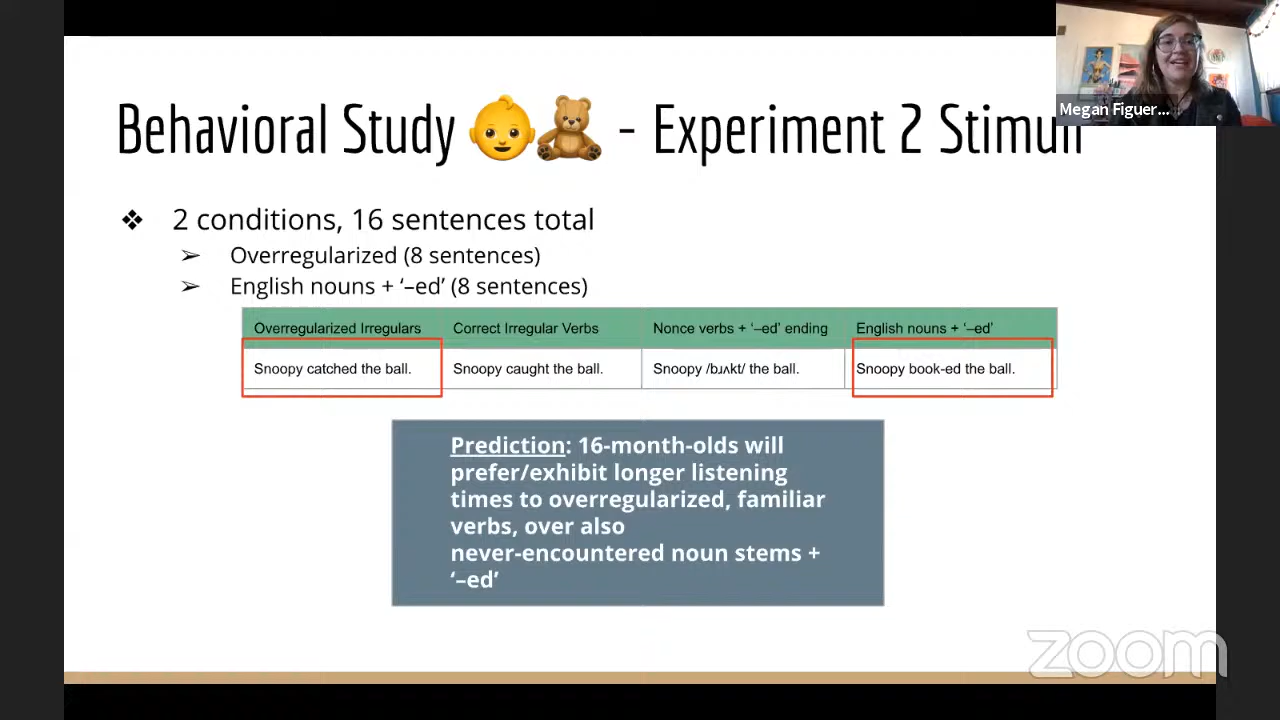 Megan Figuer...
Behavioral Study - Experiment 2 Stimuli
❖ 2 conditions, 16 sentences total
➢ Overregularized (8 sentences)
➢ English nouns + ‘–ed’ (8 sentences)
Overregularized Irregulars Correct Irregular Verbs Nonce verbs + ‘–ed’ ending English nouns + ‘–ed’
Snoopy catched the ball. Snoopy caught the ball. Snoopy /bɹʌkt/ the ball. Snoopy book-ed the ball.
Prediction: 16-month-olds will
prefer/exhibit longer listening
times to overregularized, familiar
verbs, over also
never-encountered noun stems +
‘–ed’
zoom